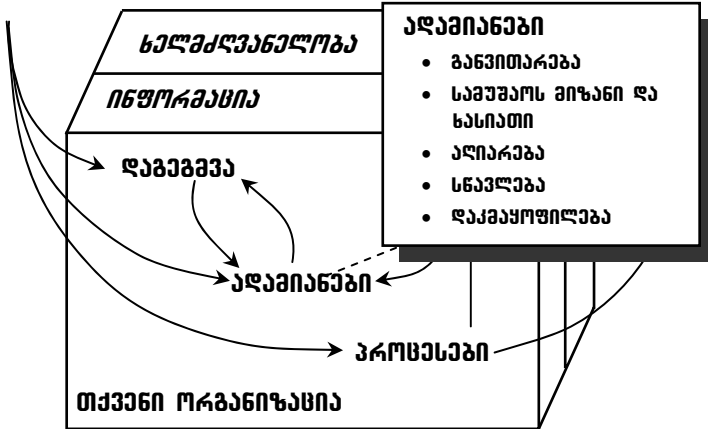 ხელმძღვანელობა
ინფორმაცია
დაგეგმვა
ადამიანები
პროცესები
თქვენი ორგანიზაცია
ადამიანები
• განვითარება
• სამუშაოს მიზანი და
ხასიათი
• აღიარება
• სწავლება
• დაკმაყოფილება